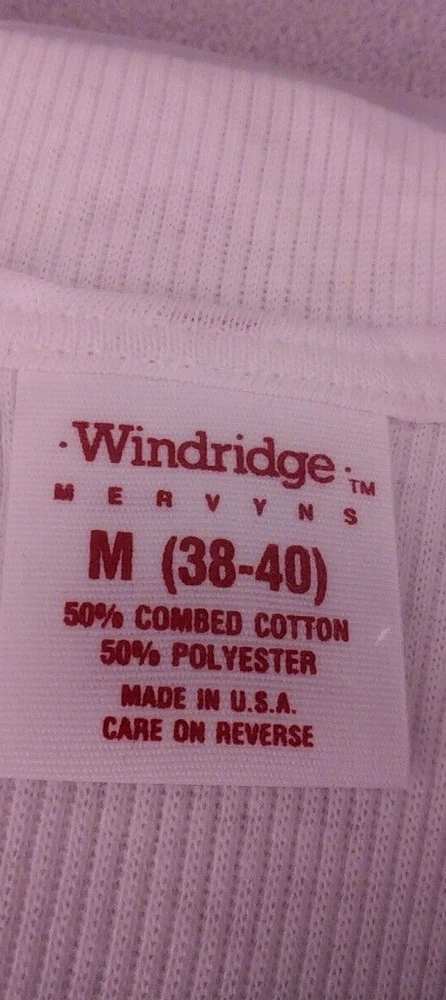 ·Windridge·™
MERVYNS
M (38-40)
50% COMBED COTTON
50% POLYESTER
MADE IN U.S.A.
CARE ON REVERSE